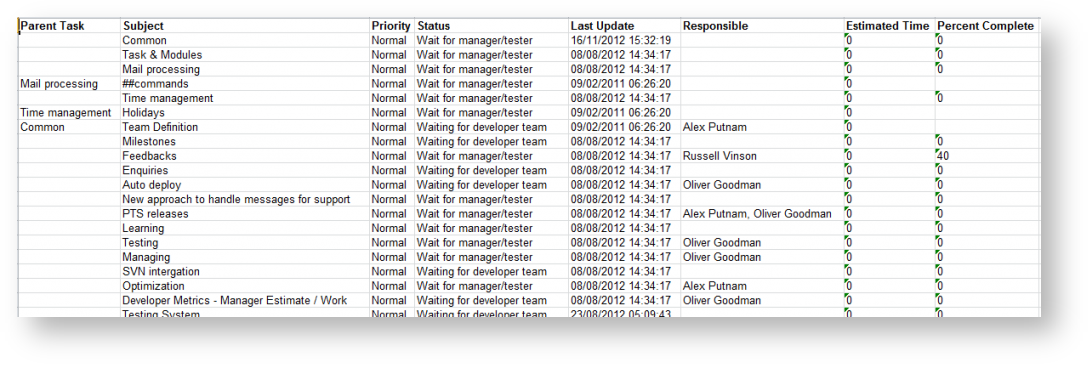 Parent Task Subject Priority Status Last Update Responsible Estimated Time Percent Complete
Common Normal Wait for manager/tester 16/11/2012 15:32:19 0 0
Task & Modules Normal Wait for manager/tester 08/08/2012 14:34:17 0 0
Mail processing Normal Wait for manager/tester 08/08/2012 14:34:17 0 0
Mail processing ##commands Normal Wait for manager/tester 09/02/2011 06:26:20 0
Time management Normal Wait for manager/tester 08/08/2012 14:34:17 0 0
Time management Holidays Normal Wait for manager/tester 09/02/2011 06:26:20 0
Common Team Definition Normal Waiting for developer team 09/02/2011 06:26:20 Alex Putnam 0
Milestones Normal Waiting for developer team 08/08/2012 14:34:17 0 0
Feedbacks Normal Wait for manager/tester 08/08/2012 14:34:17 Russell Vinson 0 40
Enquiries Normal Waiting for developer team 08/08/2012 14:34:17 0 0
Auto deploy Normal Waiting for developer team 08/08/2012 14:34:17 Oliver Goodman 0 0
New approach to handle messages for support Normal Wait for manager/tester 08/08/2012 14:34:17 0 0
PTS releases Normal Wait for manager/tester 08/08/2012 14:34:17 Alex Putnam, Oliver Goodman 0 0
Learning Normal Wait for manager/tester 08/08/2012 14:34:17 0 0
Testing Normal Wait for manager/tester 08/08/2012 14:34:17 Oliver Goodman 0 0
Managing Normal Wait for manager/tester 08/08/2012 14:34:17 Oliver Goodman 0 0
SVN intergation Normal Waiting for developer team 08/08/2012 14:34:17 0 0
Optimization Normal Wait for manager/tester 08/08/2012 14:34:17 Alex Putnam 0 0
Developer Metrics - Manager Estimate / Work Normal Waiting for developer team 08/08/2012 14:34:17 Oliver Goodman 0 0
Testing System Normal Waiting for developer team 23/08/2012 05:09:43 0 0